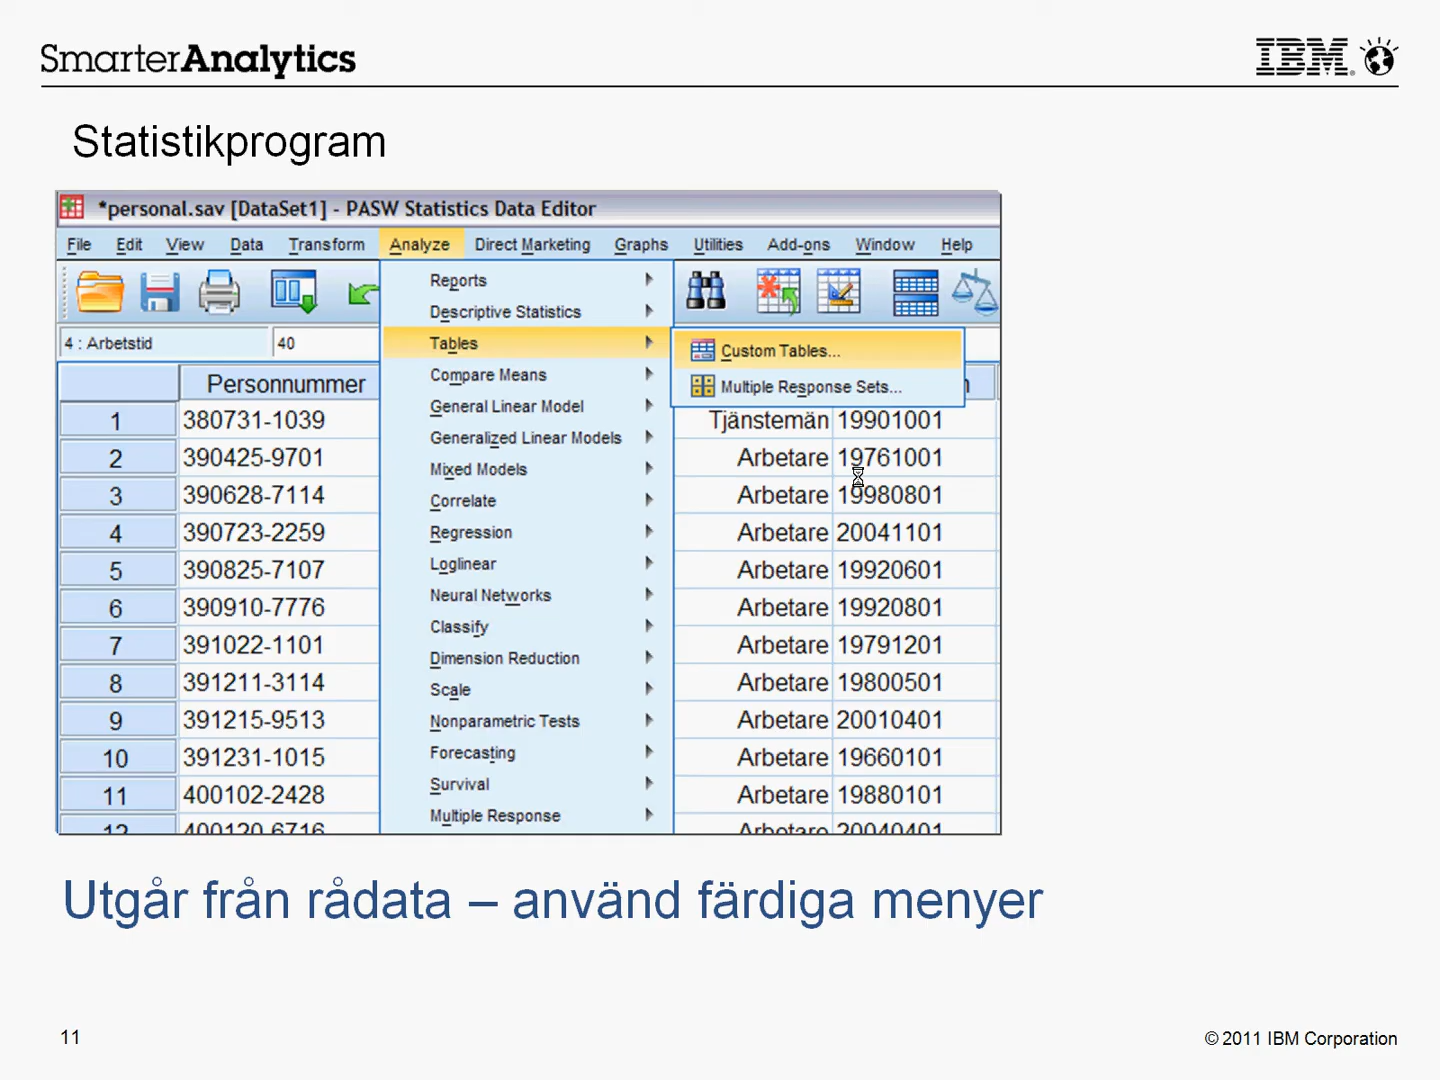 SmarterAnalytics
IBM
Statistikprogram
*personal.sav [DataSet1] - PASW Statistics Data Editor
File Edit View Data Transform Analyze Direct Marketing Graphs Utilities Add-ons Window Help
4 : Arbetstid 40
Reports
Descriptive Statistics
Tables
Custom Tables...
Multiple Response Sets...
Compare Means
General Linear Model
Generalized Linear Models
Mixed Models
Correlate
Regression
Loglinear
Neural Networks
Classify
Dimension Reduction
Scale
Nonparametric Tests
Forecasting
Survival
Multiple Response
Personnummer
1 380731-1039 Tjänstemän 19901001
2 390425-9701 Arbetare 19761001
3 390628-7114 Arbetare 19980801
4 390723-2259 Arbetare 20041101
5 390825-7107 Arbetare 19920601
6 390910-7776 Arbetare 19920801
7 391022-1101 Arbetare 19791201
8 391211-3114 Arbetare 19800501
9 391215-9513 Arbetare 20010401
10 391231-1015 Arbetare 19660101
11 400102-2428 Arbetare 19880101
12 400120-6716 Arbetare 20040401
Utgår från rådata – använd färdiga menyer
11
© 2011 IBM Corporation